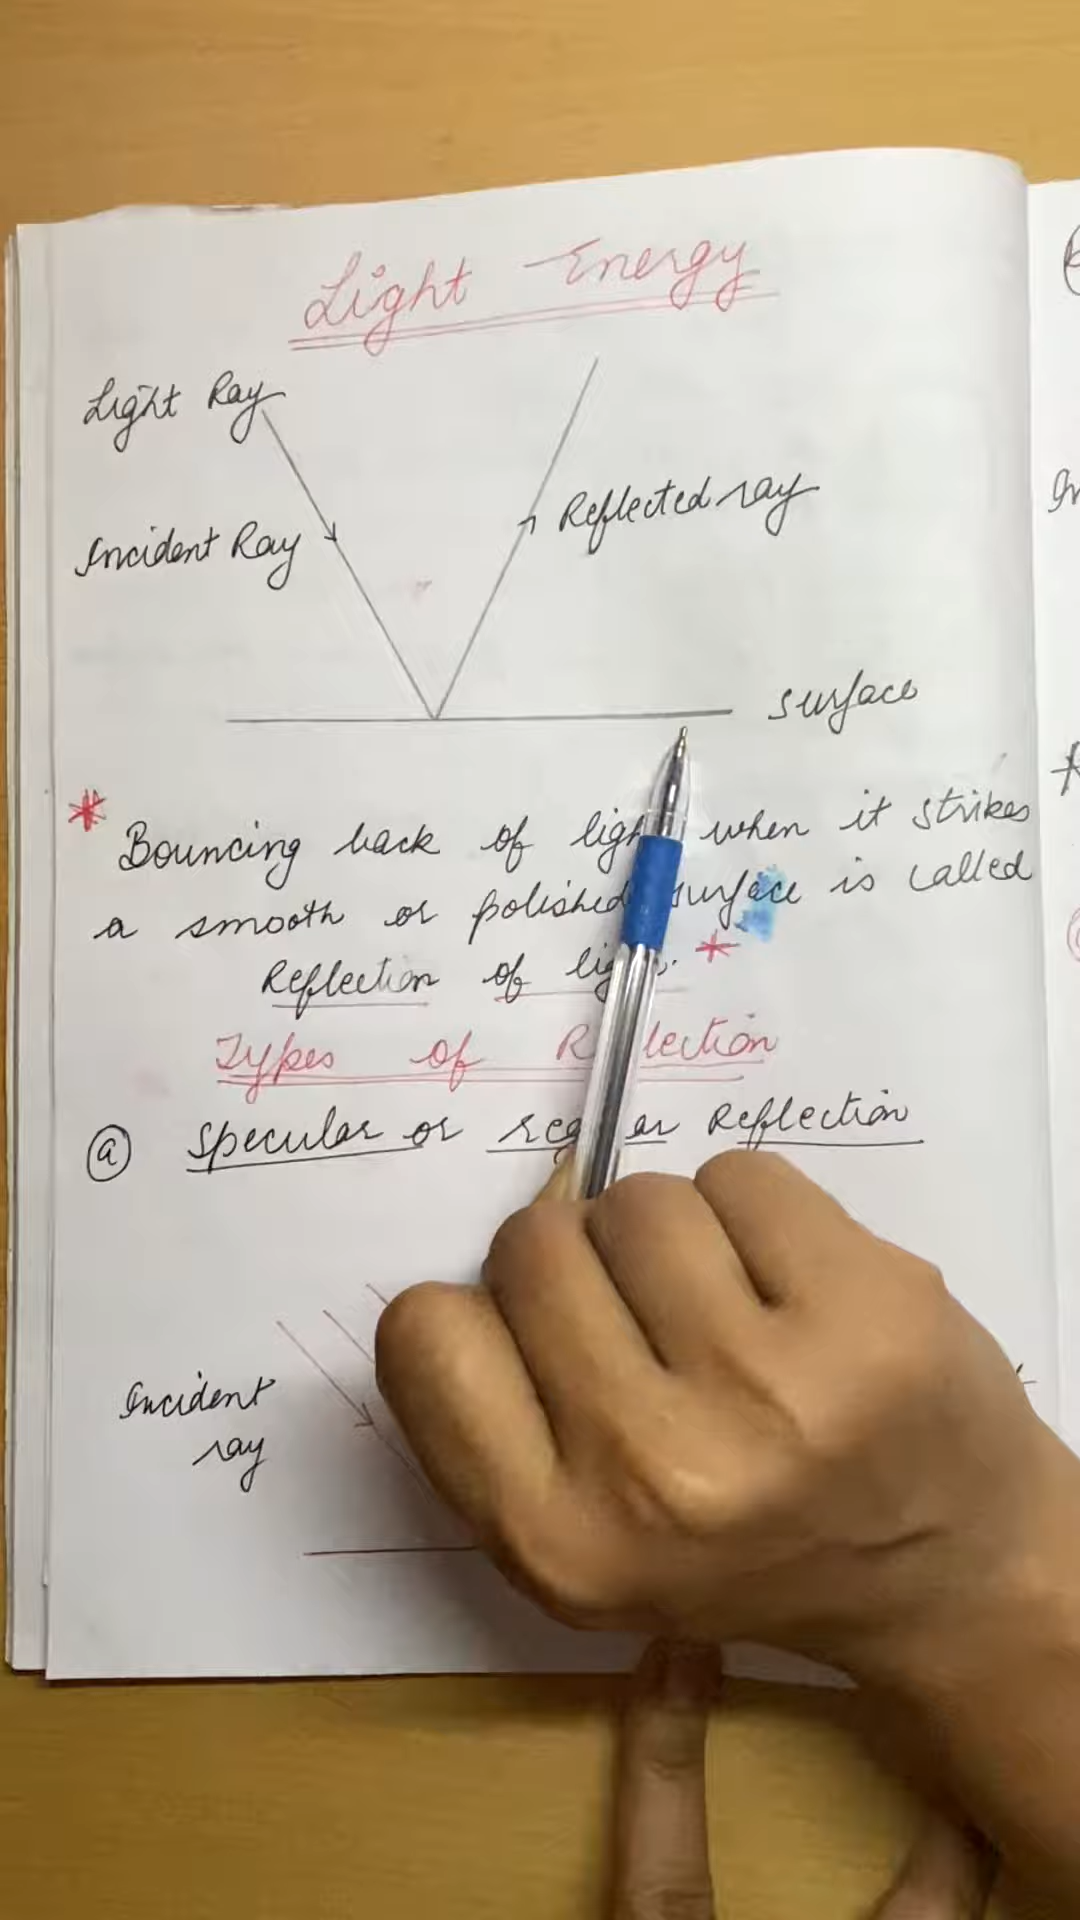 Light Energy
Light Ray
Incident Ray
Reflected ray
Surface
* Bouncing back of light when it strikes
a smooth or polished surface is called
Reflection of light. *
Types of Reflection
(a) Specular or regular Reflection
Incident
ray